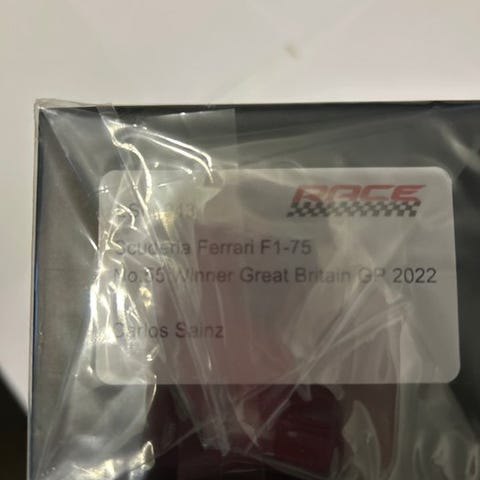 RACE
Scuderia Ferrari F1-75
No.55 Winner Great Britain GP 2022
Carlos Sainz